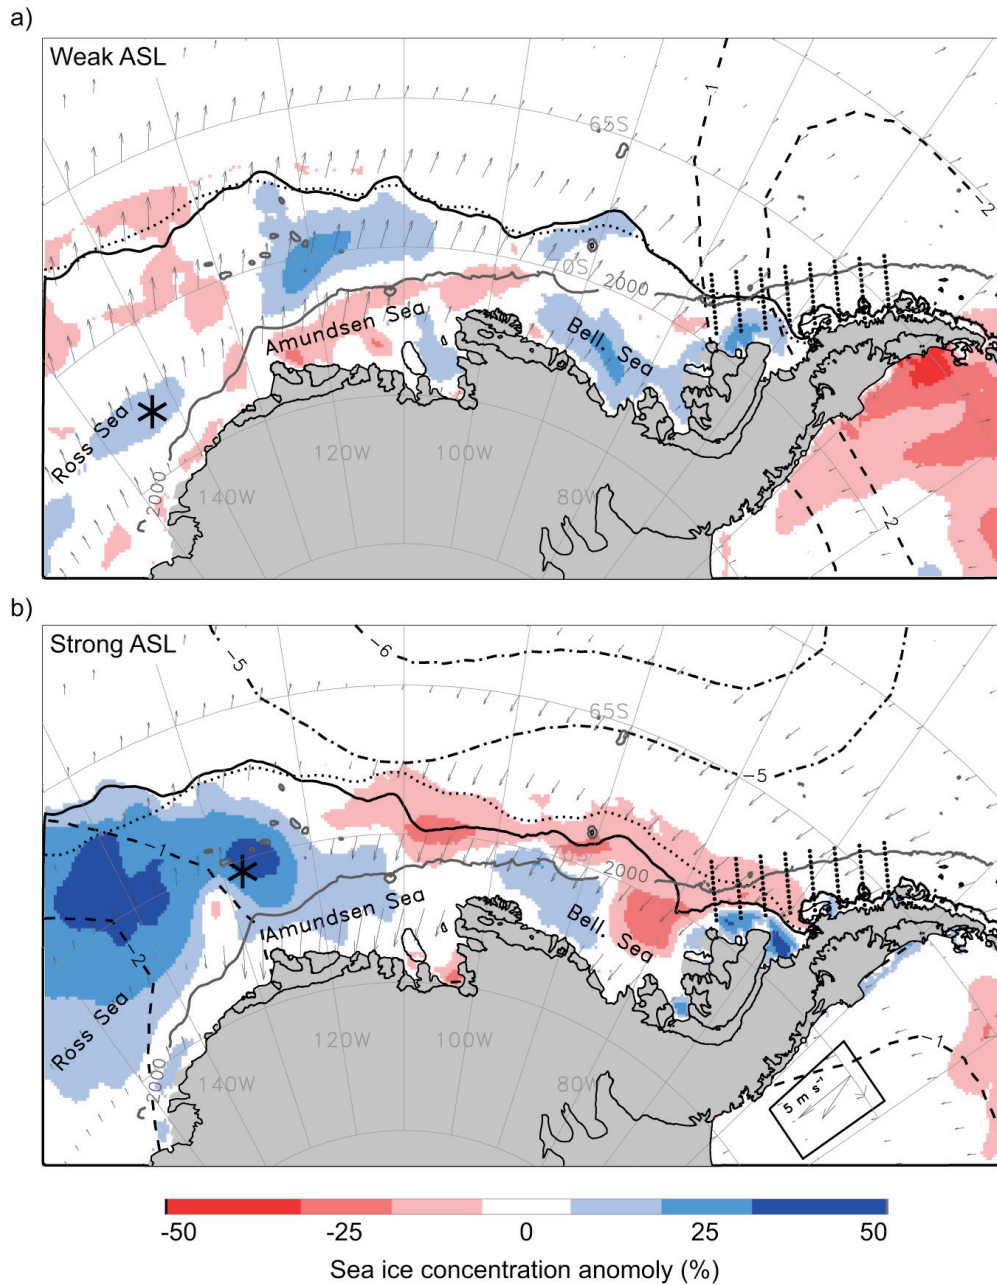 a)
Weak ASL
-1
65S
-2
0S
2000
Amundsen Sea
Bell. Sea
Ross Sea
120W
100W
2000
140W
80W
-2
b)
Strong ASL
-6
-5
65S
-5
-1
0S
2000
Amundsen Sea
Bell. Sea
-2
Ross Sea
120W
100W
2000
140W
80W
-1
5 m s⁻¹
-50
-25
0
25
50
Sea ice concentration anomoly (%)